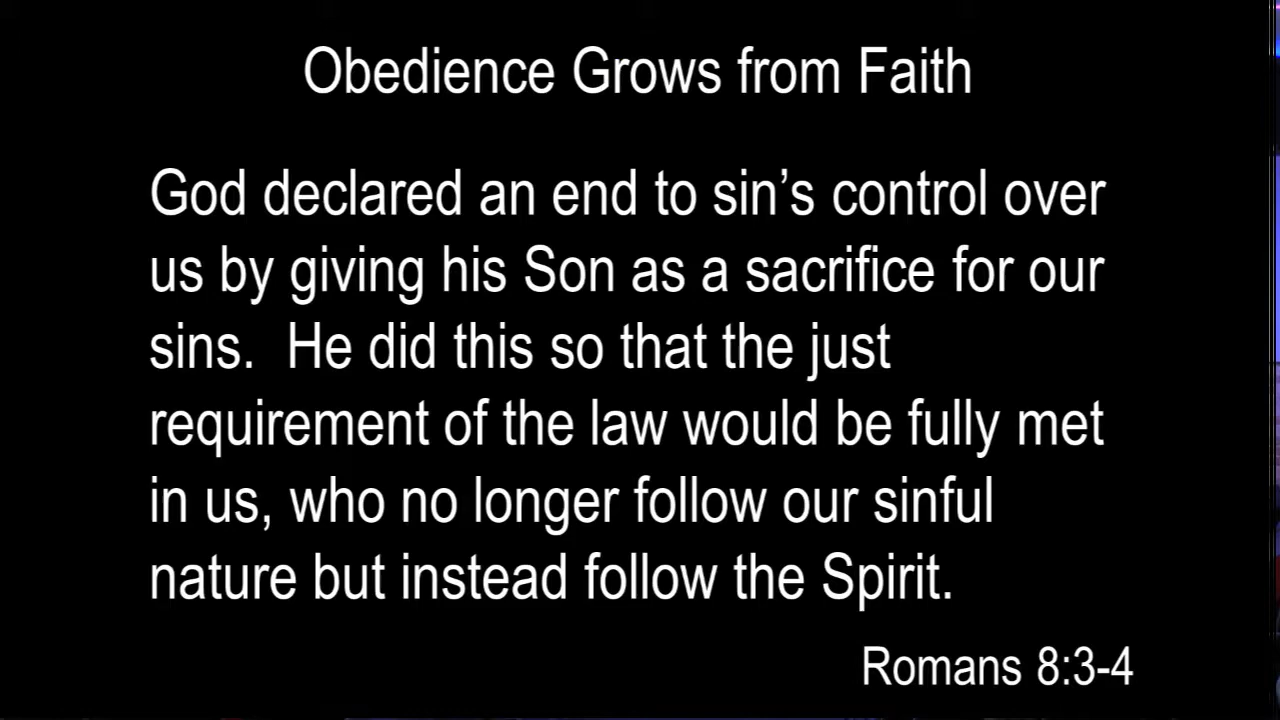 Obedience Grows from Faith
God declared an end to sin’s control over
us by giving his Son as a sacrifice for our
sins.  He did this so that the just
requirement of the law would be fully met
in us, who no longer follow our sinful
nature but instead follow the Spirit.
Romans 8:3-4